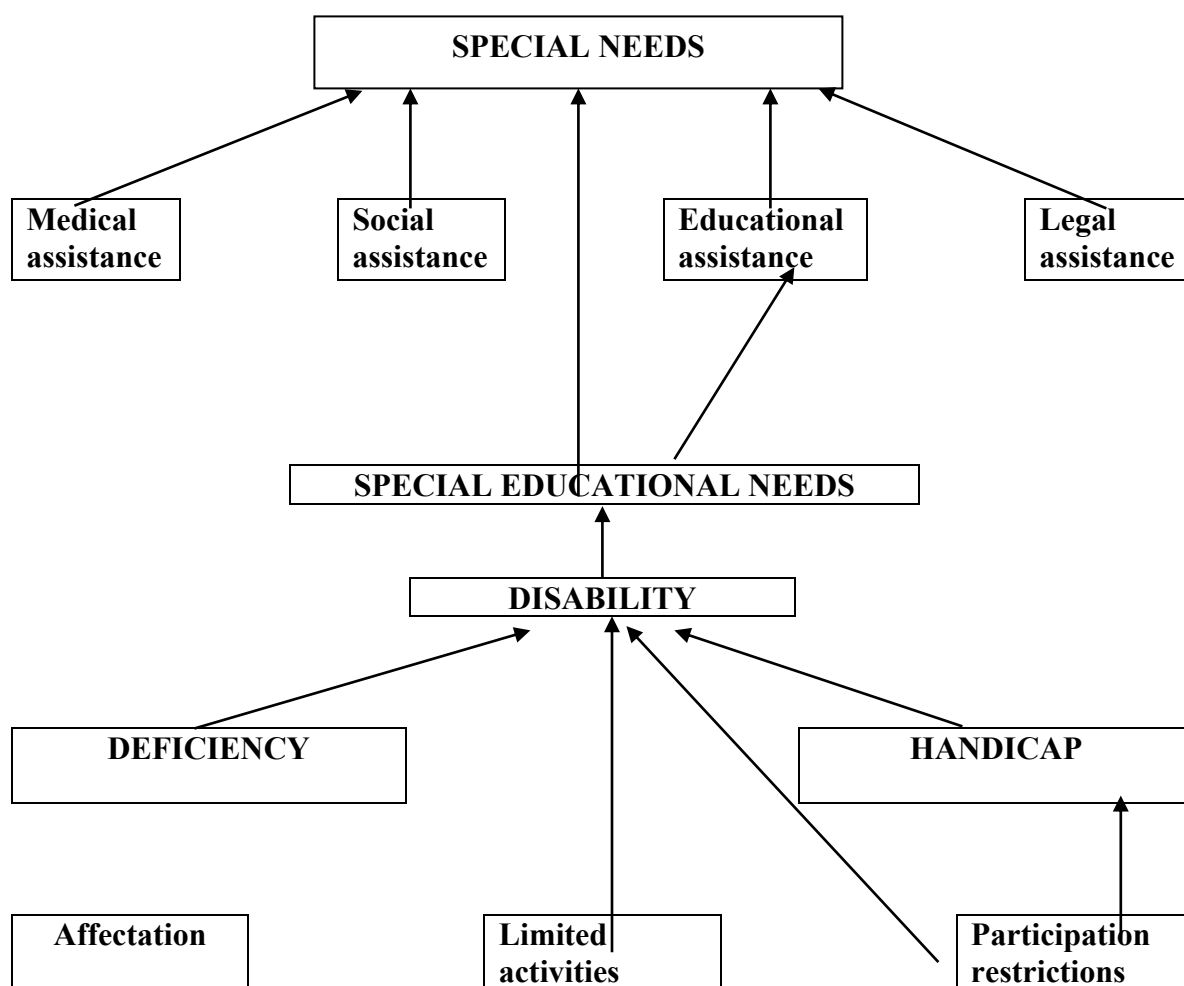 SPECIAL NEEDS
Medical
assistance
Social
assistance
Educational
assistance
Legal
assistance
SPECIAL EDUCATIONAL NEEDS
DISABILITY
DEFICIENCY
HANDICAP
Affectation
Limited
activities
Participation
restrictions